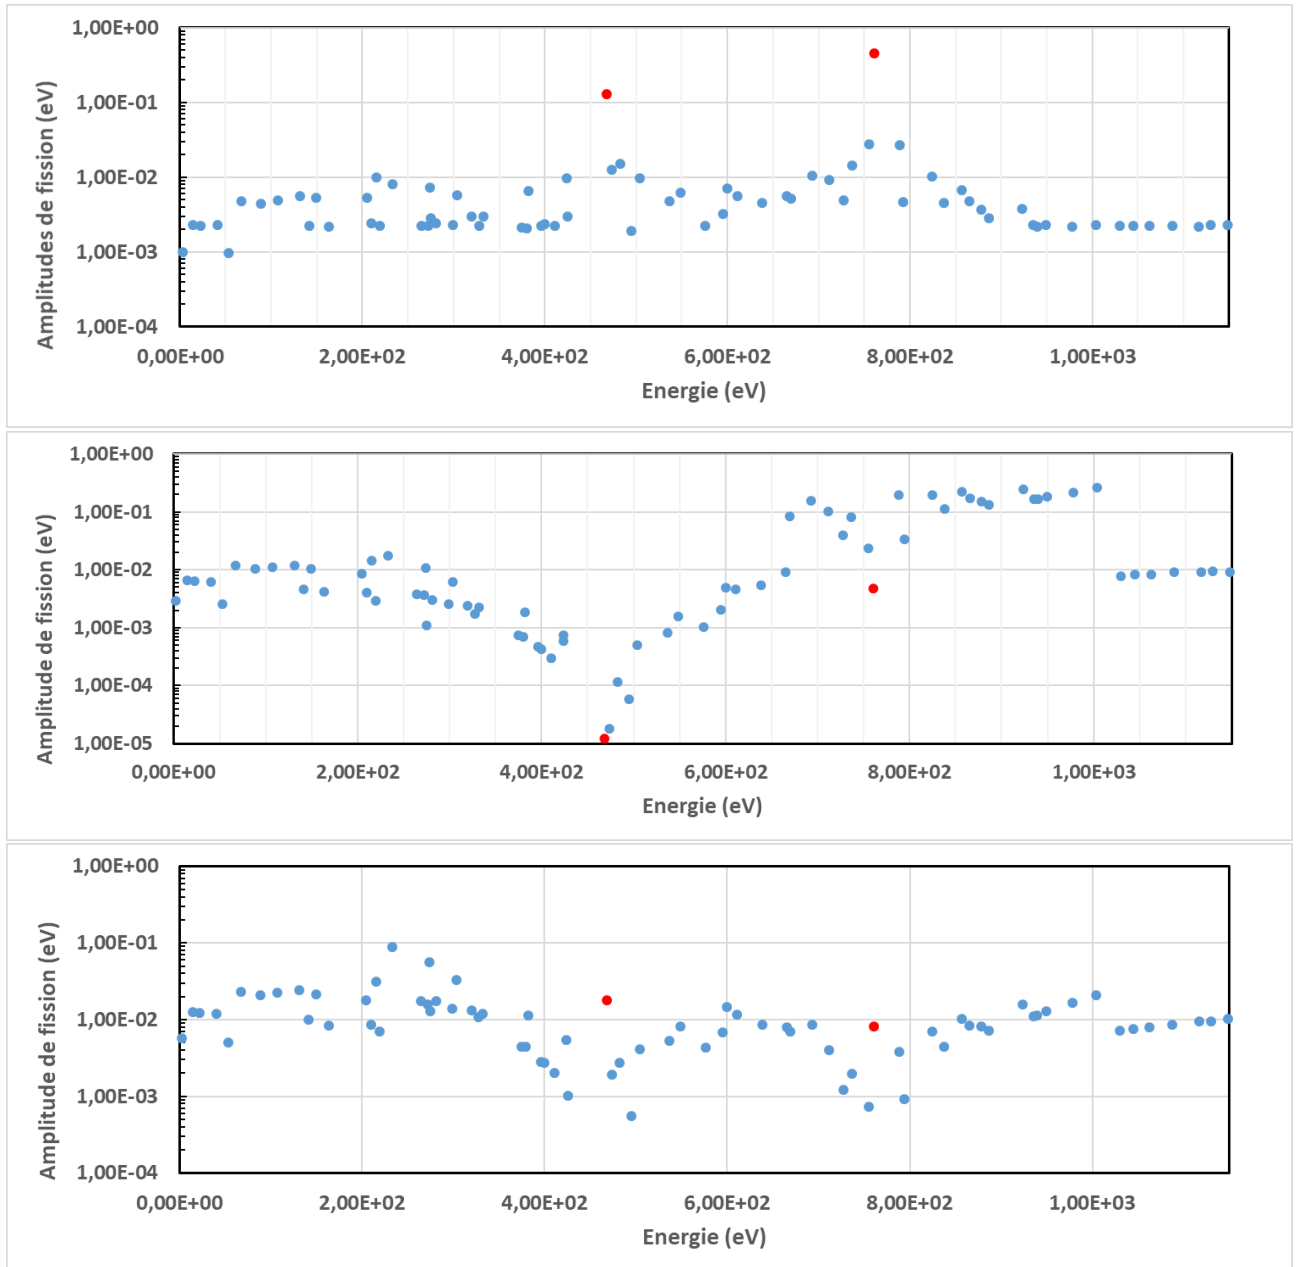 1,00E+00
1,00E-01
1,00E-02
1,00E-03
1,00E-04
Amplitudes de fission (eV)
0,00E+00 2,00E+02 4,00E+02 6,00E+02 8,00E+02 1,00E+03
Energie (eV)
1,00E+00
1,00E-01
1,00E-02
1,00E-03
1,00E-04
1,00E-05
Amplitude de fission (eV)
0,00E+00 2,00E+02 4,00E+02 6,00E+02 8,00E+02 1,00E+03
Energie (eV)
1,00E+00
1,00E-01
1,00E-02
1,00E-03
1,00E-04
Amplitude de fission (eV)
0,00E+00 2,00E+02 4,00E+02 6,00E+02 8,00E+02 1,00E+03
Energie (eV)